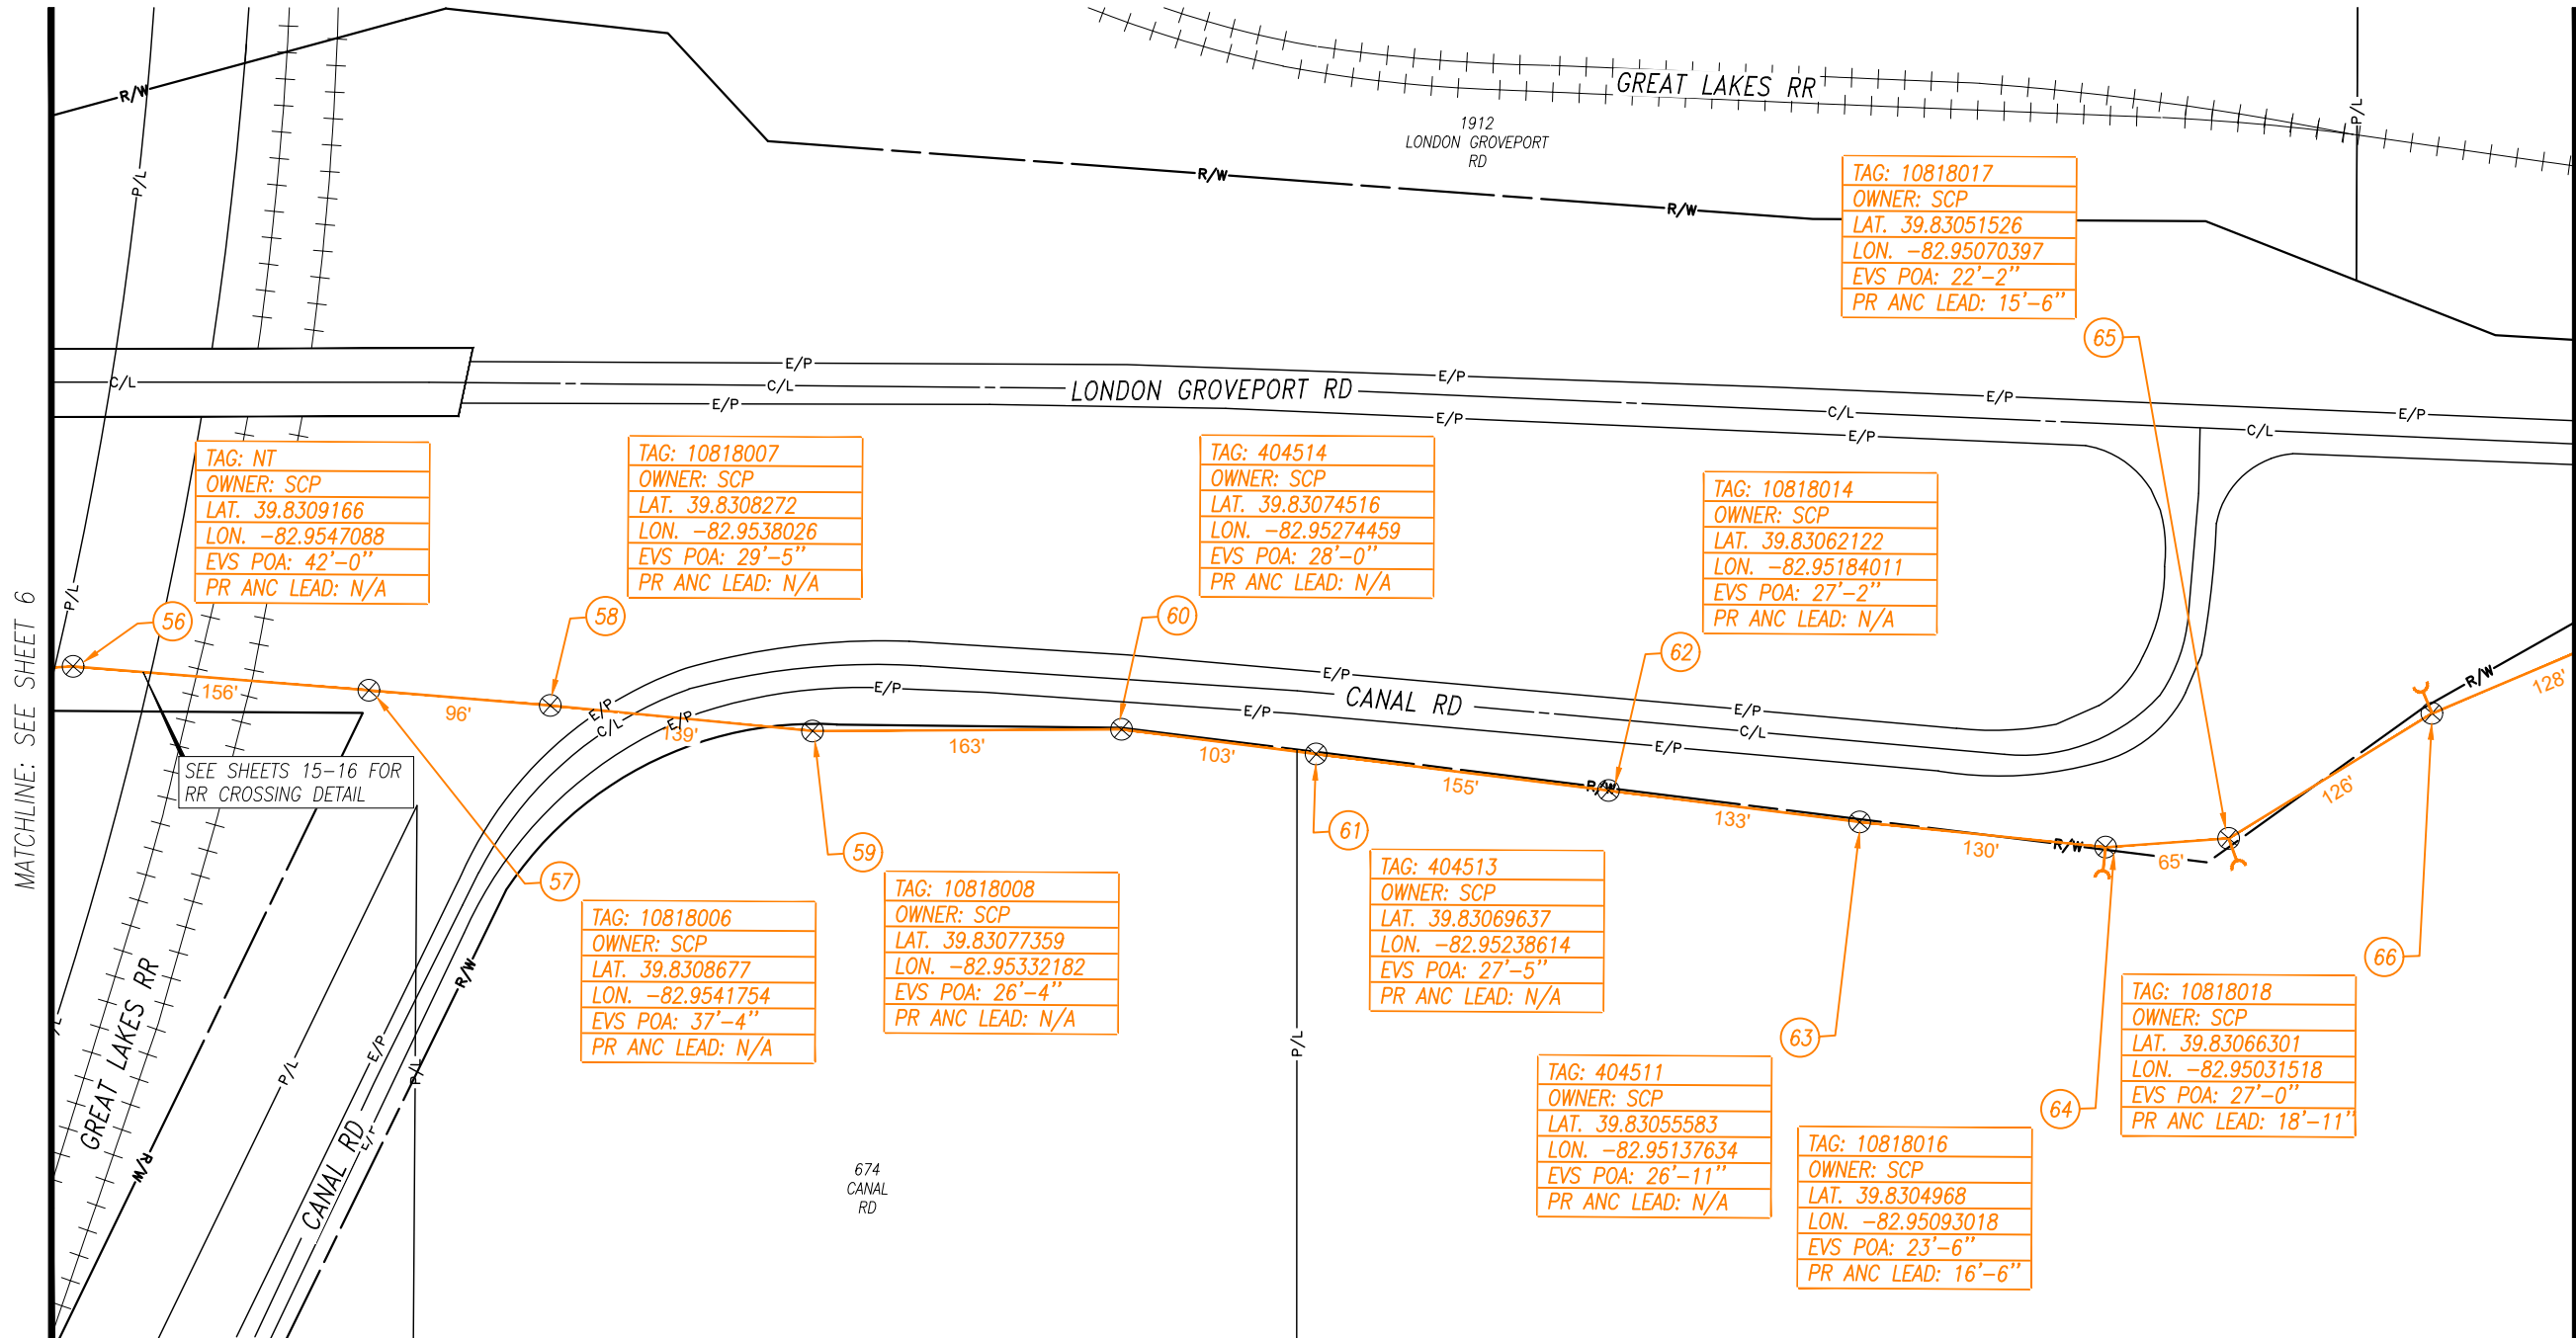 R/W
P/L
GREAT LAKES RR
P/L
1912
LONDON GROVEPORT
RD
R/W
R/W
TAG: 10818017
OWNER: SCP
LAT. 39.83051526
LON. -82.95070397
EVS POA: 22'-2"
PR ANC LEAD: 15'-6"
65
C/L
E/P
C/L
E/P
LONDON GROVEPORT RD
E/P
E/P
E/P
C/L
E/P
E/P
C/L
TAG: NT
OWNER: SCP
LAT. 39.8309166
LON. -82.9547088
EVS POA: 42'-0"
PR ANC LEAD: N/A
56
TAG: 10818007
OWNER: SCP
LAT. 39.8308272
LON. -82.9538026
EVS POA: 29'-5"
PR ANC LEAD: N/A
58
TAG: 404514
OWNER: SCP
LAT. 39.83074516
LON. -82.95274459
EVS POA: 28'-0"
PR ANC LEAD: N/A
60
TAG: 10818014
OWNER: SCP
LAT. 39.83062122
LON. -82.95184011
EVS POA: 27'-2"
PR ANC LEAD: N/A
62
MATCHLINE: SEE SHEET 6
P/L
156'
96'
E/P
C/L
E/P
139'
E/P
163'
E/P
E/P
CANAL RD
103'
155'
E/P
E/P
C/L
R/W
133'
130'
R/W
65'
126'
R/W
128'
SEE SHEETS 15-16 FOR
RR CROSSING DETAIL
57
TAG: 10818006
OWNER: SCP
LAT. 39.8308677
LON. -82.9541754
EVS POA: 37'-4"
PR ANC LEAD: N/A
59
TAG: 10818008
OWNER: SCP
LAT. 39.83077359
LON. -82.95332182
EVS POA: 26'-4"
PR ANC LEAD: N/A
61
TAG: 404513
OWNER: SCP
LAT. 39.83069637
LON. -82.95238614
EVS POA: 27'-5"
PR ANC LEAD: N/A
63
TAG: 404511
OWNER: SCP
LAT. 39.83055583
LON. -82.95137634
EVS POA: 26'-11"
PR ANC LEAD: N/A
64
TAG: 10818016
OWNER: SCP
LAT. 39.8304968
LON. -82.95093018
EVS POA: 23'-6"
PR ANC LEAD: 16'-6"
66
TAG: 10818018
OWNER: SCP
LAT. 39.83066301
LON. -82.95031518
EVS POA: 27'-0"
PR ANC LEAD: 18'-11"
GREAT LAKES RR
R/W
P/L
E/P
P/L
R/W
CANAL RD
E/P
P/L
674
CANAL
RD